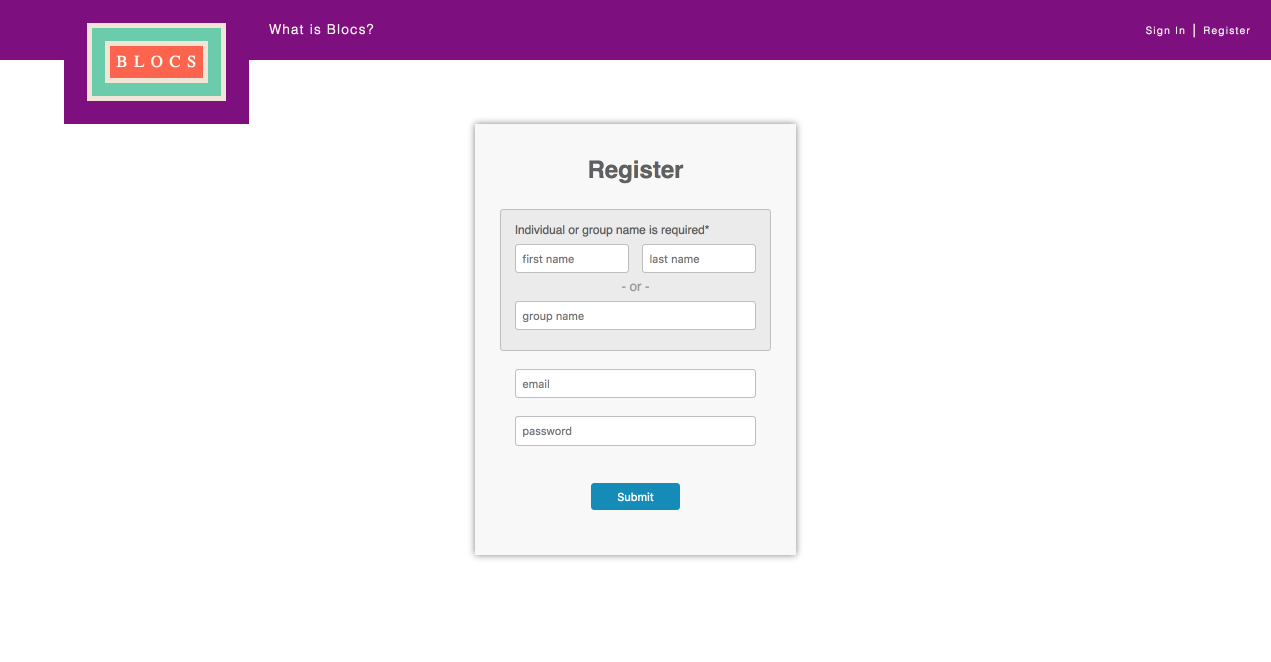 What is Blocs?
Sign In | Register
BLOCS
Register
Individual or group name is required*
first name
last name
- or -
group name
email
password
Submit